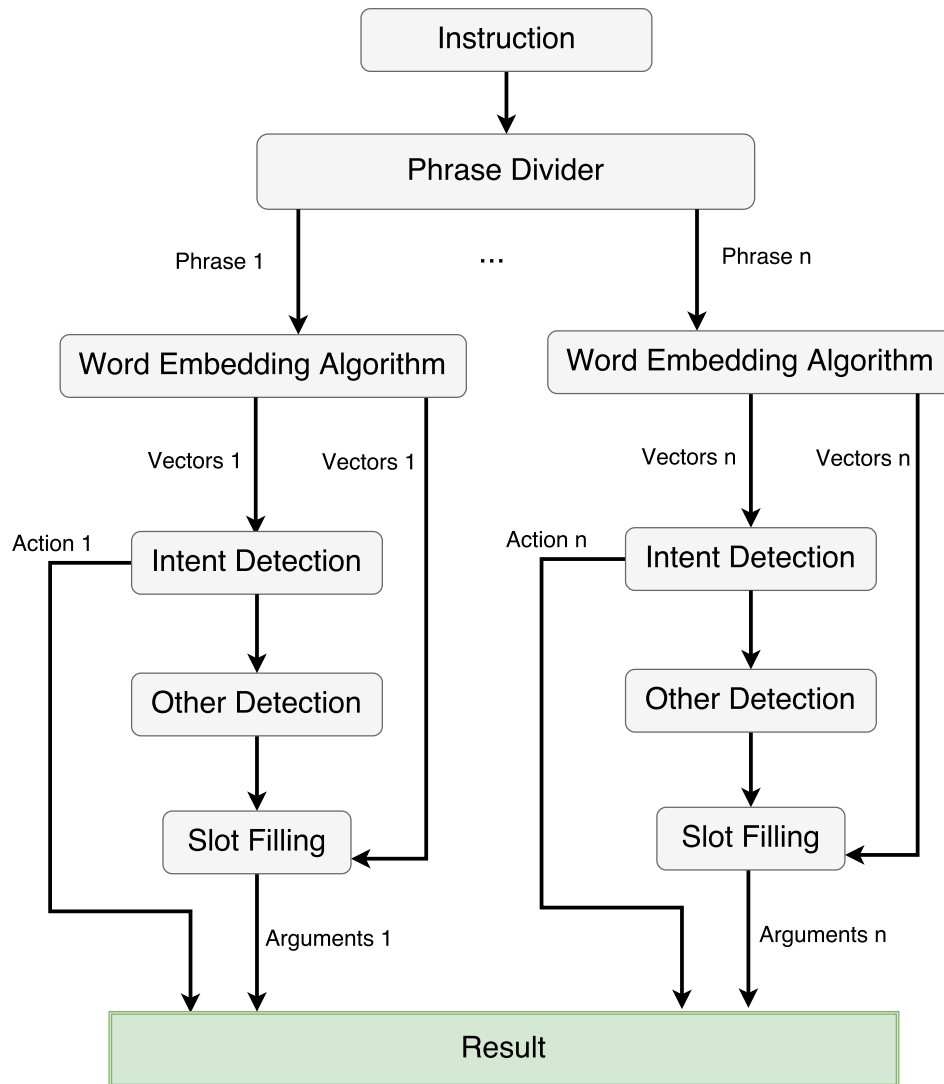 Instruction
Phrase Divider
Phrase 1
...
Phrase n
Word Embedding Algorithm
Word Embedding Algorithm
Vectors 1
Vectors 1
Vectors n
Vectors n
Action 1
Intent Detection
Action n
Intent Detection
Other Detection
Other Detection
Slot Filling
Slot Filling
Arguments 1
Arguments n
Result